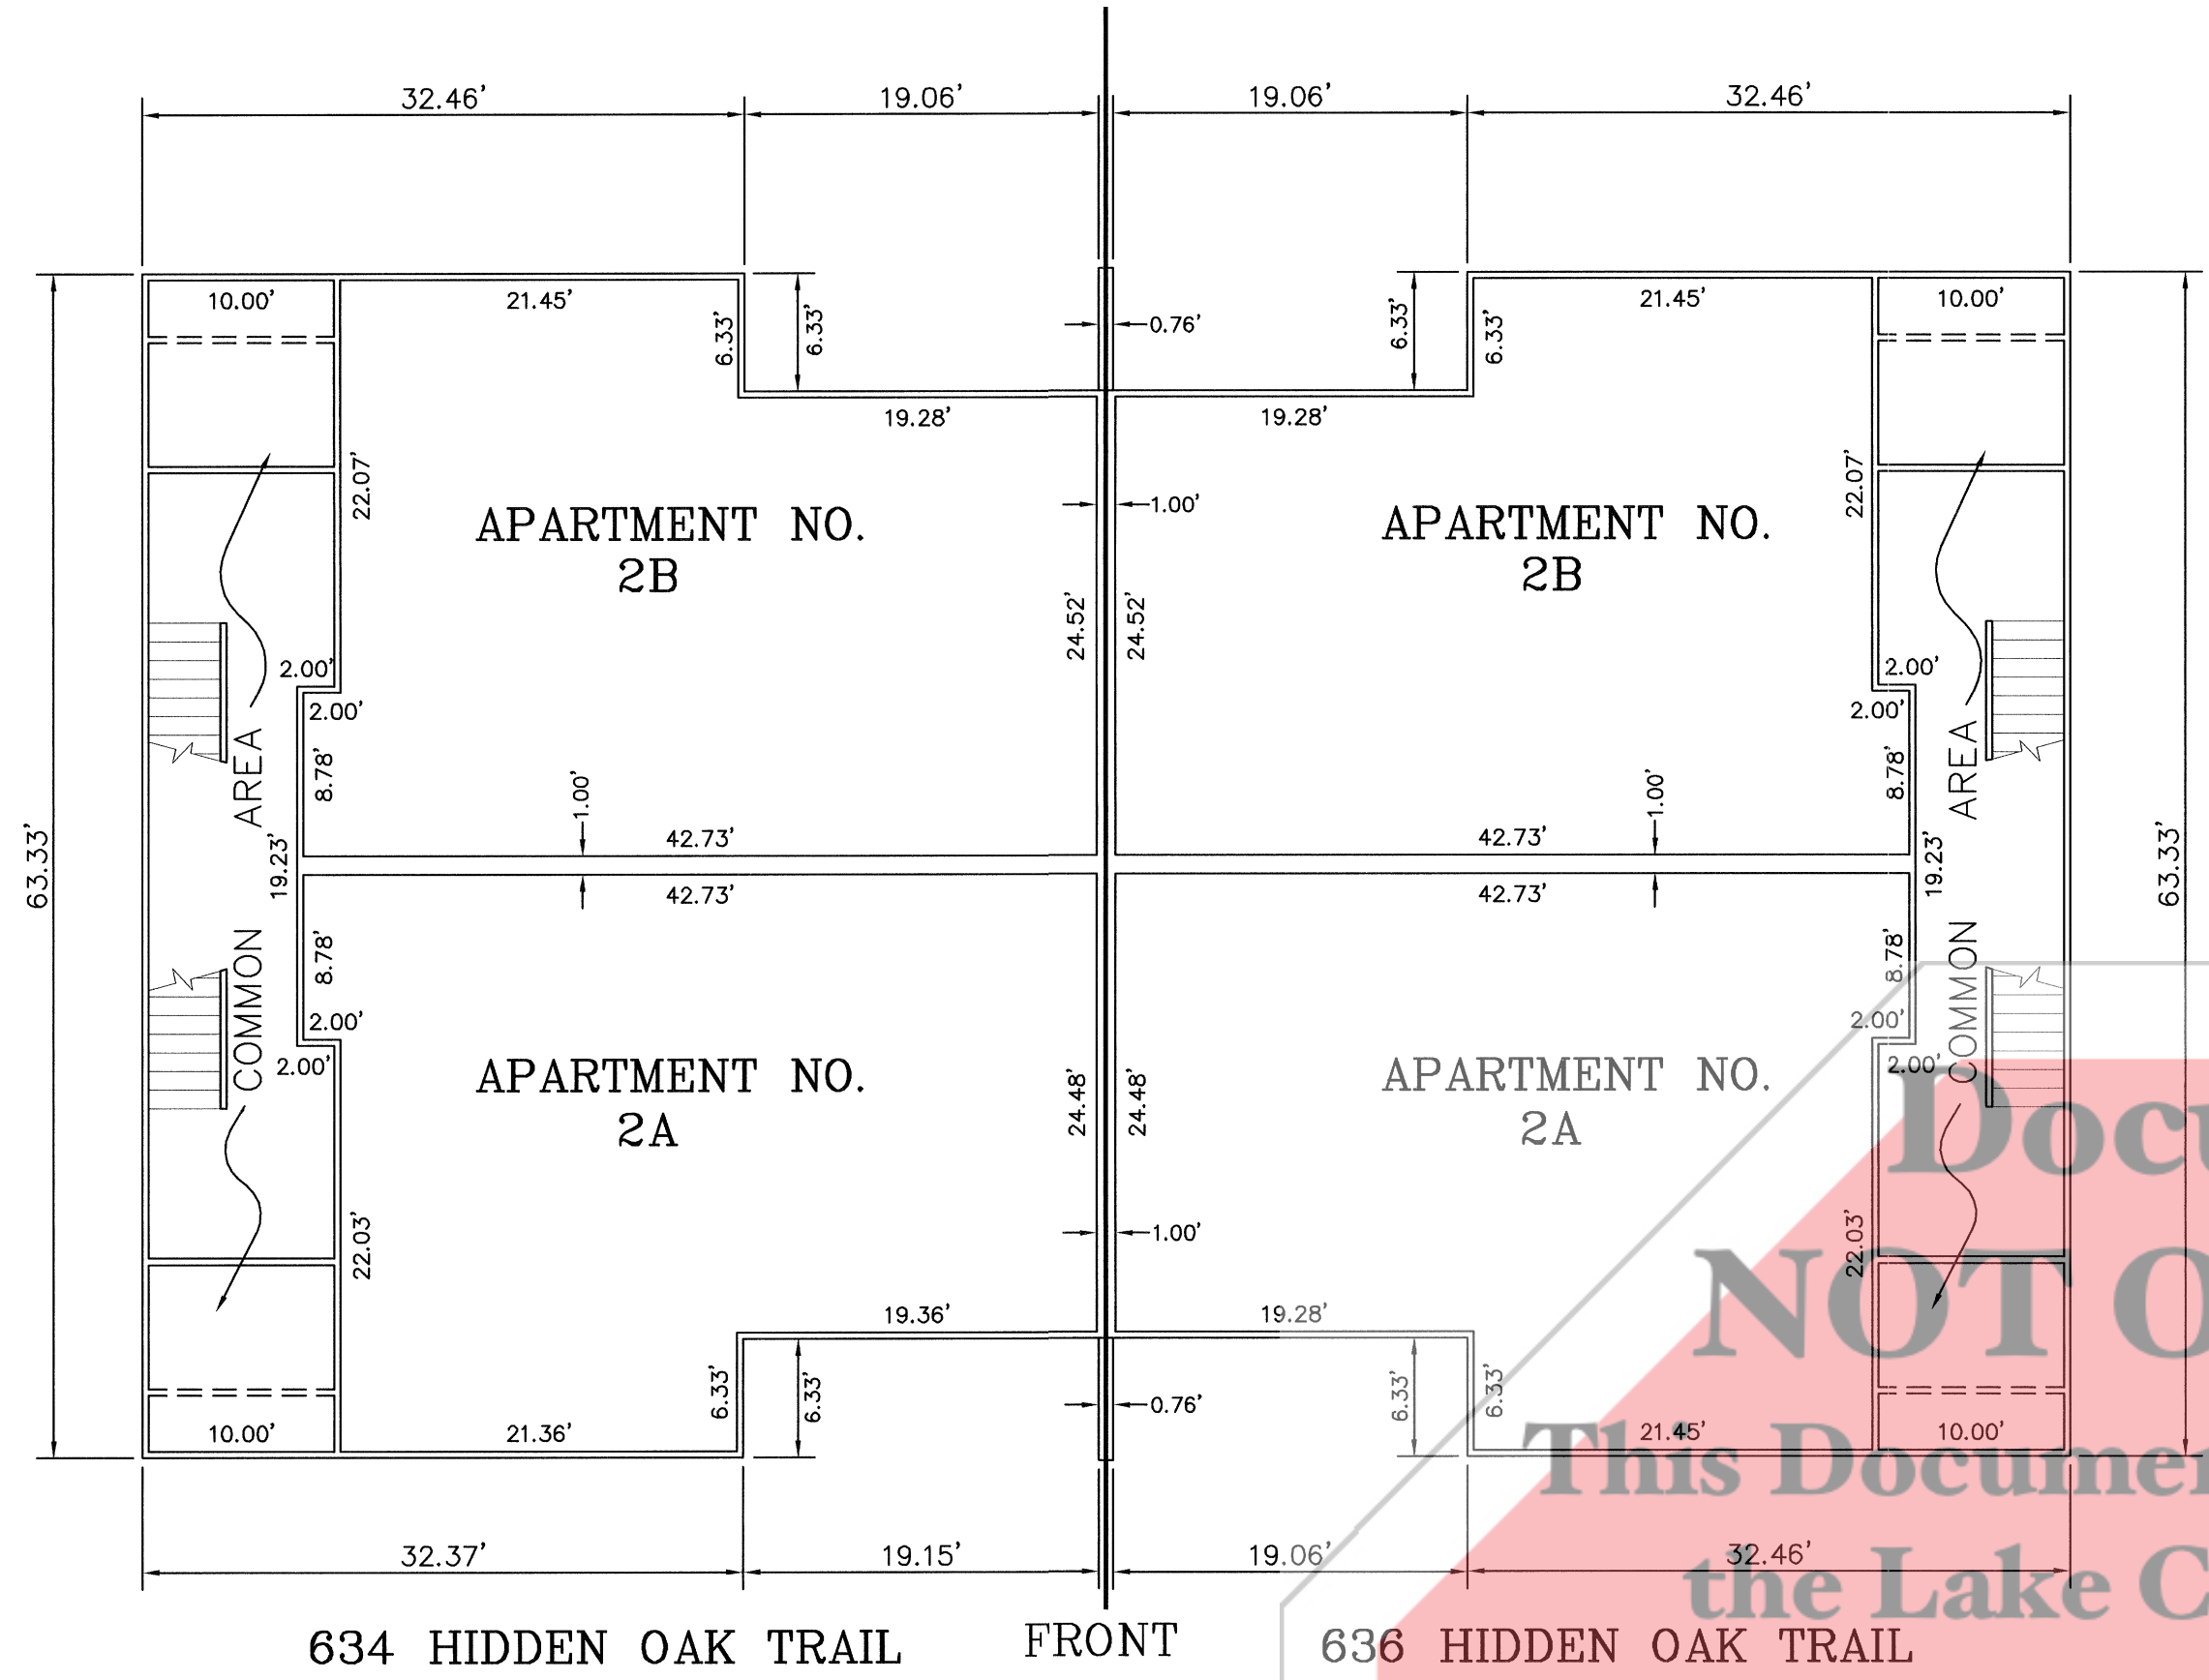 32.46' 19.06' 19.06' 32.46'
10.00' 21.45' 6.33' 6.33' 0.76' 6.33' 6.33' 21.45' 10.00'
19.28' 19.28'
22.07' 22.07'
1.00'
APARTMENT NO.
2B
APARTMENT NO.
2B
24.52' 24.52'
2.00' 2.00'
2.00' 2.00'
8.78' 1.00' 1.00' 8.78'
COMMON AREA
COMMON AREA
42.73' 42.73'
63.33' 19.23' 19.23' 63.33'
42.73' 42.73'
8.78' 8.78'
2.00' 2.00'
2.00' 2.00'
APARTMENT NO.
2A
APARTMENT NO.
2A
24.48' 24.48'
22.03' 1.00' 22.03'
19.36' 19.28'
6.33' 6.33' 0.76' 6.33' 6.33'
10.00' 21.36' 21.45' 10.00'
32.37' 19.15' 19.06' 32.46'
634 HIDDEN OAK TRAIL
FRONT
636 HIDDEN OAK TRAIL
Docu
NOT O
This Documen
the Lake C